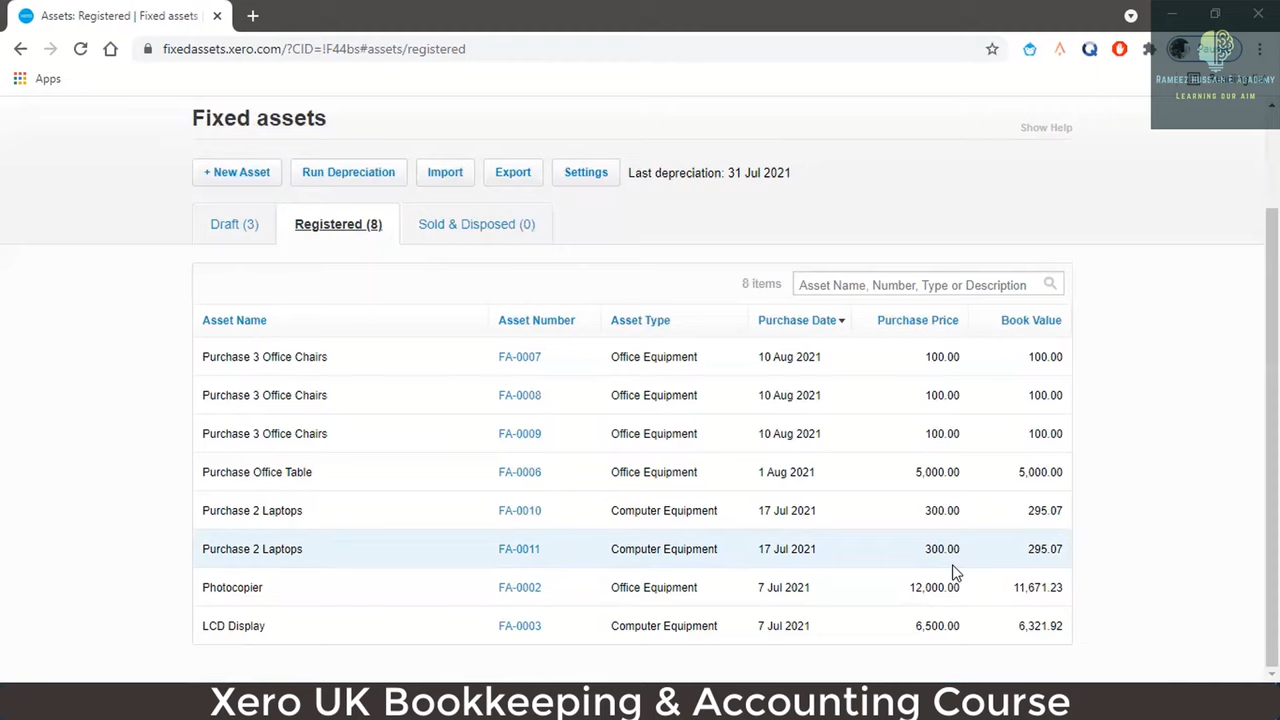 Assets: Registered | Fixed assets
fixedassets.xero.com/?CID=!F44bs#assets/registered
Paused
Apps
RAMEEZ HUSSAIN E ACADEMY
LEARNING OUR AIM
Fixed assets
Show Help
+ New Asset Run Depreciation Import Export Settings Last depreciation: 31 Jul 2021
Draft (3) Registered (8) Sold & Disposed (0)
8 items Asset Name, Number, Type or Description
Asset Name Asset Number Asset Type Purchase Date Purchase Price Book Value
Purchase 3 Office Chairs FA-0007 Office Equipment 10 Aug 2021 100.00 100.00
Purchase 3 Office Chairs FA-0008 Office Equipment 10 Aug 2021 100.00 100.00
Purchase 3 Office Chairs FA-0009 Office Equipment 10 Aug 2021 100.00 100.00
Purchase Office Table FA-0006 Office Equipment 1 Aug 2021 5,000.00 5,000.00
Purchase 2 Laptops FA-0010 Computer Equipment 17 Jul 2021 300.00 295.07
Purchase 2 Laptops FA-0011 Computer Equipment 17 Jul 2021 300.00 295.07
Photocopier FA-0002 Office Equipment 7 Jul 2021 12,000.00 11,671.23
LCD Display FA-0003 Computer Equipment 7 Jul 2021 6,500.00 6,321.92
Xero UK Bookkeeping & Accounting Course